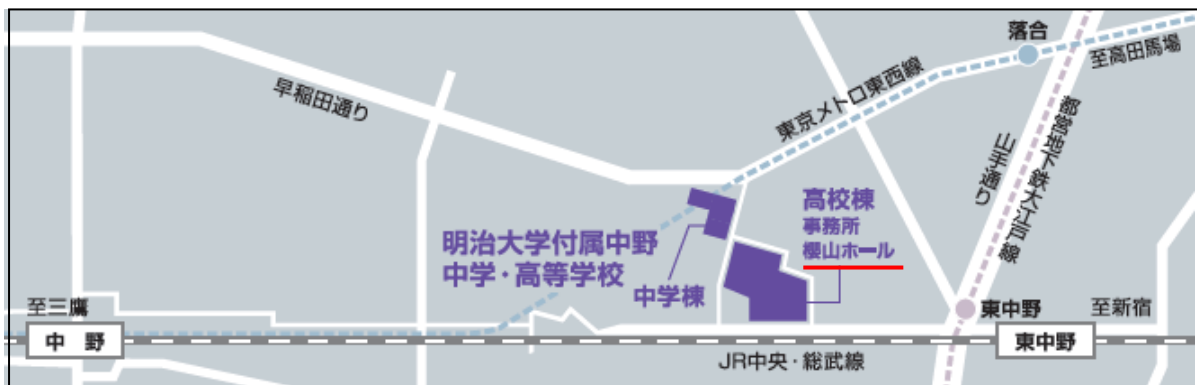 落合
至高田馬場
早稲田通り
東京メトロ東西線
都営地下鉄大江戸線
山手通り
高校棟
事務所
櫻山ホール
明治大学付属中野
中学・高等学校
中学棟
至三鷹
中 野
東中野
至新宿
東中野
JR中央・総武線